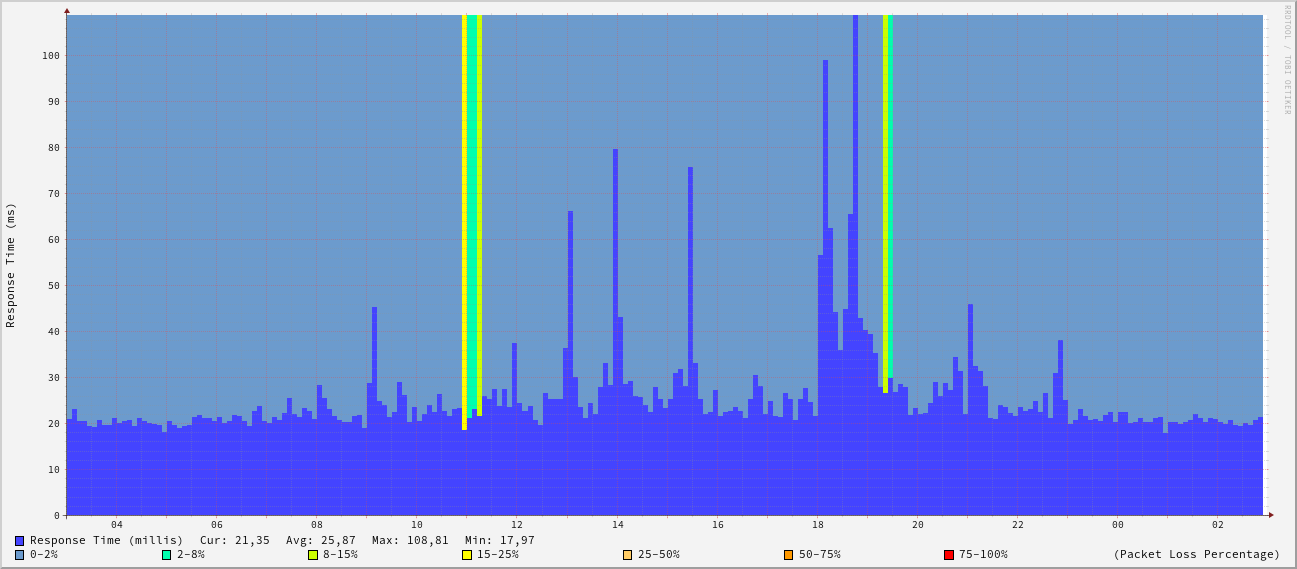 RRDTOOL / TOBI OETIKER
Response Time (ms)
100
90
80
70
60
50
40
30
20
10
0
04 06 08 10 12 14 16 18 20 22 00 02
Response Time (millis) Cur: 21,35 Avg: 25,87 Max: 108,81 Min: 17,97
0-2% 2-8% 8-15% 15-25% 25-50% 50-75% 75-100% (Packet Loss Percentage)